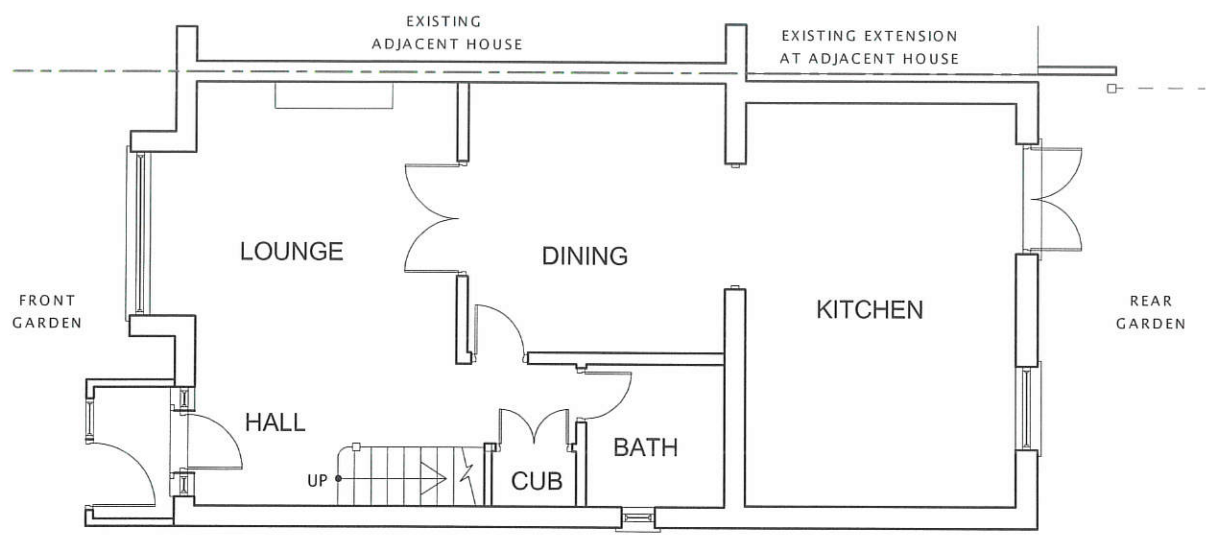 EXISTING
ADJACENT HOUSE
EXISTING EXTENSION
AT ADJACENT HOUSE
LOUNGE
DINING
KITCHEN
FRONT
GARDEN
REAR
GARDEN
HALL
BATH
UP
CUB